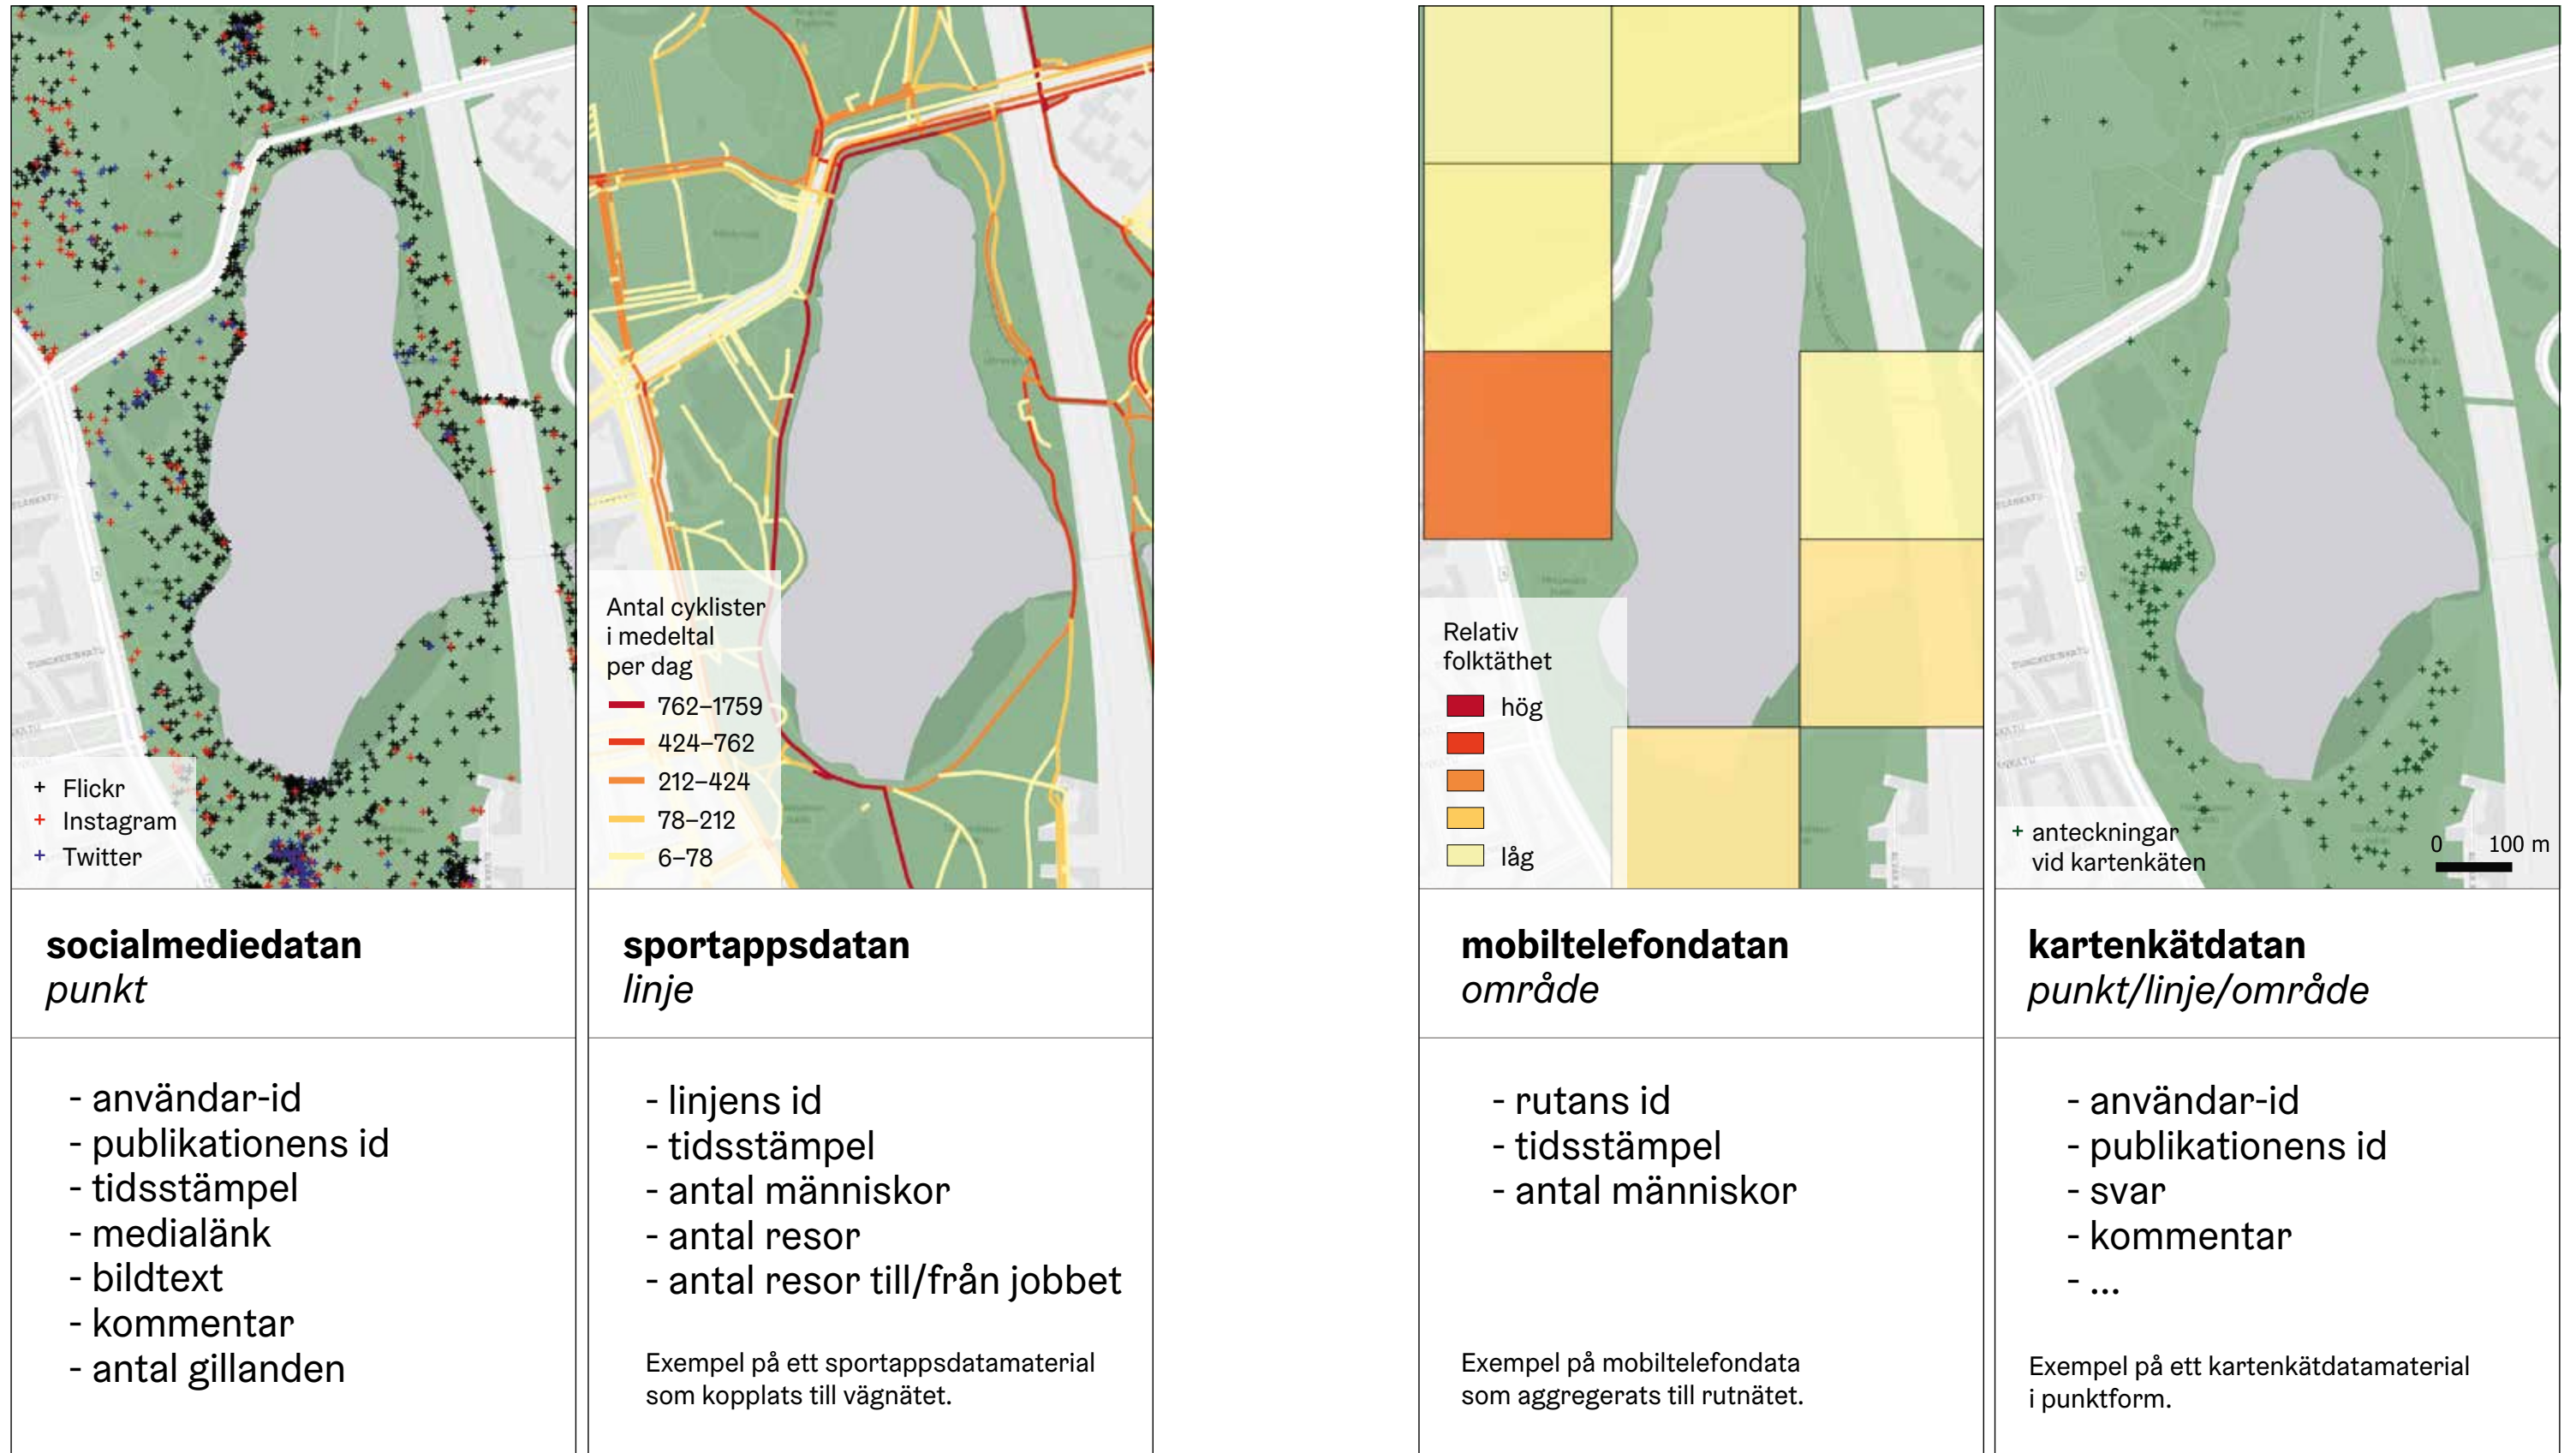 + Flickr
+ Instagram
+ Twitter
socialmediedatan
punkt
- användar-id
- publikationens id
- tidsstämpel
- medialänk
- bildtext
- kommentar
- antal gillanden
Antal cyklister
i medeltal
per dag
762–1759
424–762
212–424
78–212
6–78
sportappsdatan
linje
- linjens id
- tidsstämpel
- antal människor
- antal resor
- antal resor till/från jobbet
Exempel på ett sportappsdatamaterial
som kopplats till vägnätet.
Relativ
folktäthet
hög
låg
mobiltelefondatan
område
- rutans id
- tidsstämpel
- antal människor
Exempel på mobiltelefondata
som aggregerats till rutnätet.
+ anteckningar
vid kartenkäten
0 100 m
kartenkätdatan
punkt/linje/område
- användar-id
- publikationens id
- svar
- kommentar
- ...
Exempel på ett kartenkätdatamaterial
i punktform.